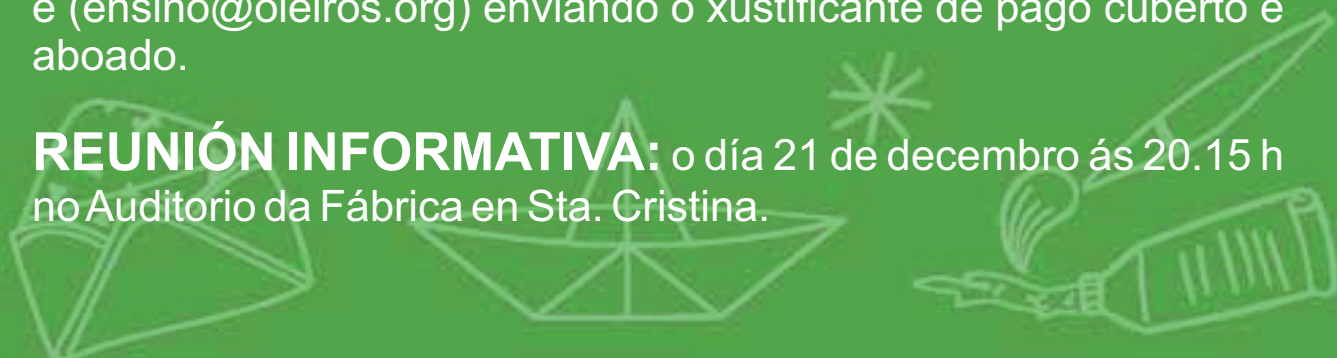 e (ensino@oleiros.org) enviando o xustificante de pago cuberto e
aboado.
REUNIÓN INFORMATIVA: o día 21 de decembro ás 20.15 h
no Auditorio da Fábrica en Sta. Cristina.